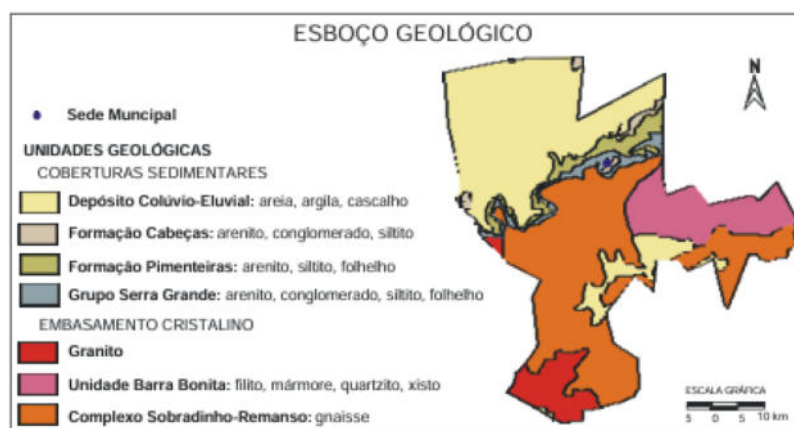 ESBOÇO GEOLÓGICO
N
Sede Muncipal
UNIDADES GEOLÓGICAS
COBERTURAS SEDIMENTARES
Depósito Colúvio-Eluvial: areia, argila, cascalho
Formação Cabeças: arenito, conglomerado, siltito
Formação Pimenteiras: arenito, siltito, folhelho
Grupo Serra Grande: arenito, conglomerado, siltito, folhelho
EMBASAMENTO CRISTALINO
Granito
Unidade Barra Bonita: filito, mármore, quartzito, xisto
Complexo Sobradinho-Remanso: gnaisse
ESCALA GRÁFICA
5 0 5 10 km